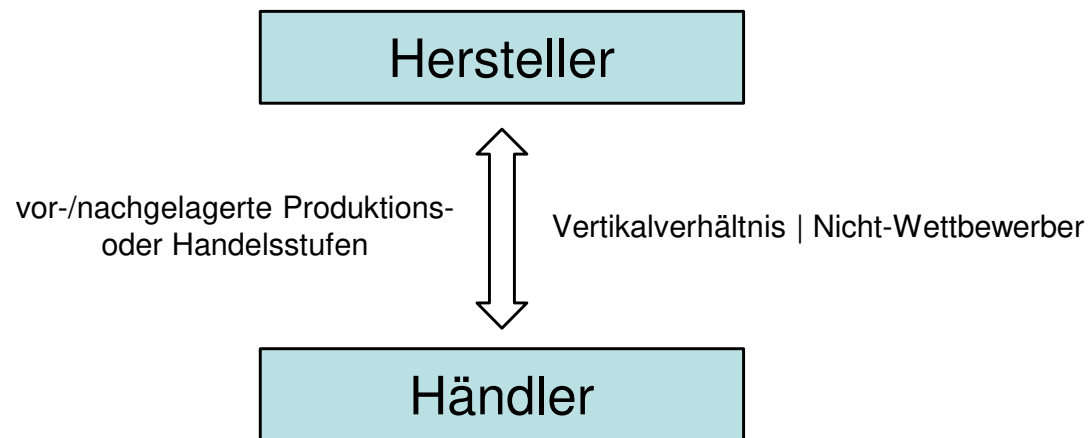 Hersteller
vor-/nachgelagerte Produktions-
oder Handelsstufen
Vertikalverhältnis | Nicht-Wettbewerber
Händler